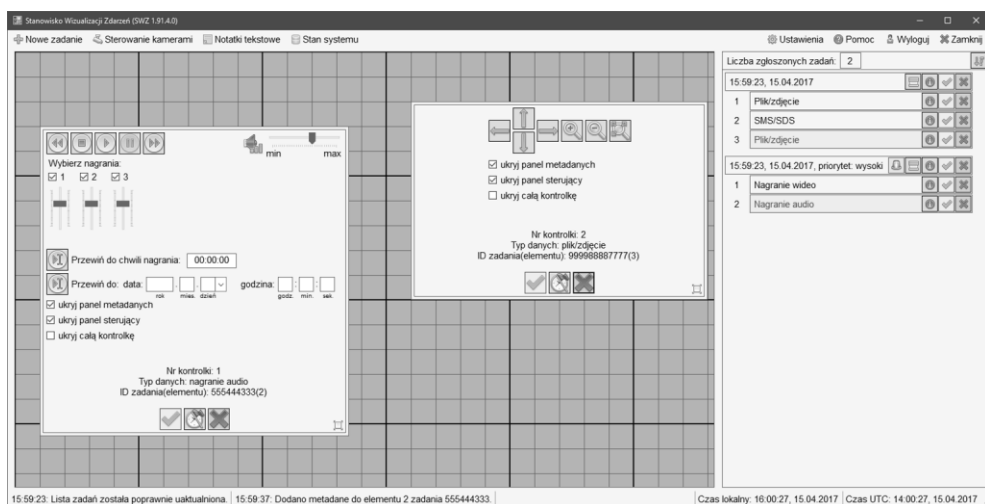 Stanowisko Wizualizacji Zdarzeń (SWZ 1.91.4.0)
Nowe zadanie Sterowanie kamerami Notatki tekstowe Stan systemu Ustawienia Pomoc Wyloguj Zamknij
Liczba zgłoszonych zadań: 2
15:59:23, 15.04.2017
1 Plik/zdjęcie
2 SMS/SDS
3 Plik/zdjęcie
15:59:23, 15.04.2017, priorytet: wysoki
1 Nagranie wideo
2 Nagranie audio
min max
Wybierz nagrania:
1 2 3
Przewiń do chwili nagrania: 00:00:00
Przewiń do: data: . . godzina: : :
rok mies. dzień godz. min. sek.
ukryj panel metadanych
ukryj panel sterujący
ukryj całą kontrolkę
Nr kontrolki: 1
Typ danych: nagranie audio
ID zadania(elementu): 555444333(2)
ukryj panel metadanych
ukryj panel sterujący
ukryj całą kontrolkę
Nr kontrolki: 2
Typ danych: plik/zdjęcie
ID zadania(elementu): 999988887777(3)
15:59:23: Lista zadań została poprawnie uaktualniona. 15:59:37: Dodano metadane do elementu 2 zadania 555444333. Czas lokalny: 16:00:27, 15.04.2017 Czas UTC: 14:00:27, 15.04.2017